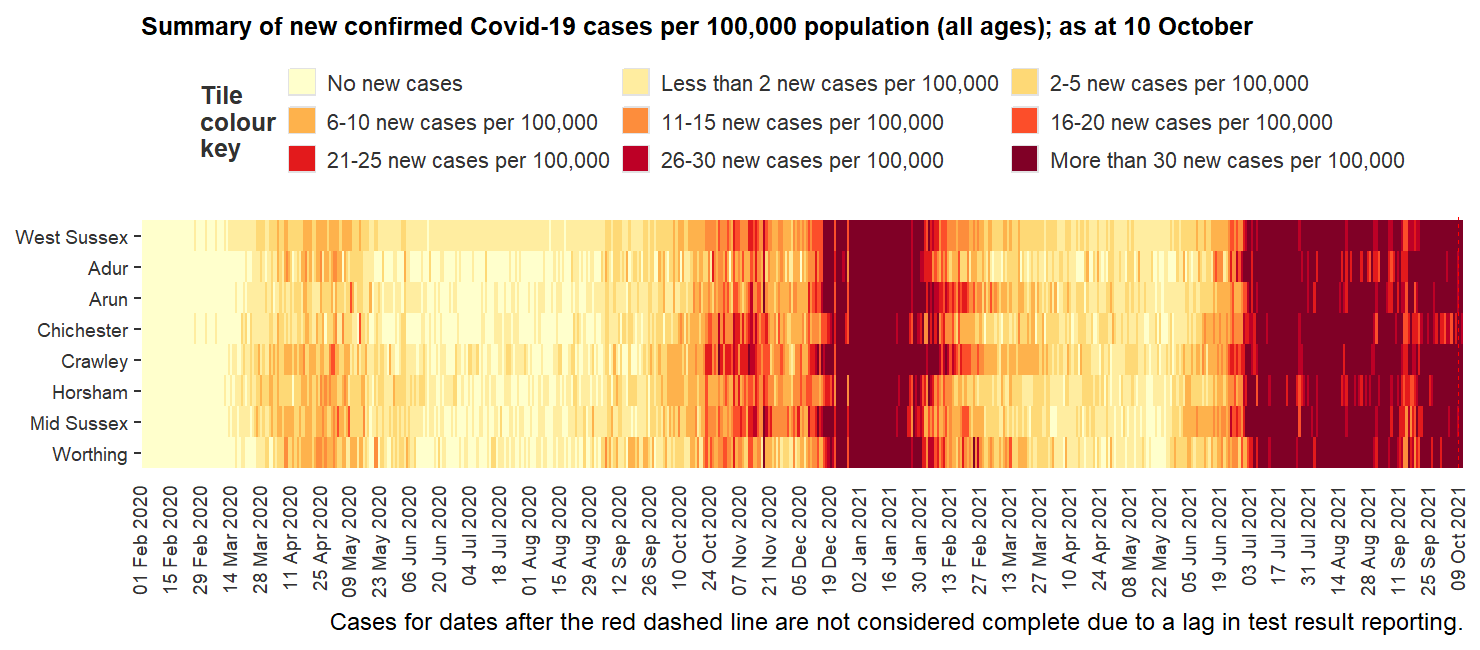 Summary of new confirmed Covid-19 cases per 100,000 population (all ages); as at 10 October
Tile
colour
key
No new cases
Less than 2 new cases per 100,000
2-5 new cases per 100,000
6-10 new cases per 100,000
11-15 new cases per 100,000
16-20 new cases per 100,000
21-25 new cases per 100,000
26-30 new cases per 100,000
More than 30 new cases per 100,000
West Sussex
Adur
Arun
Chichester
Crawley
Horsham
Mid Sussex
Worthing
01 Feb 2020
15 Feb 2020
29 Feb 2020
14 Mar 2020
28 Mar 2020
11 Apr 2020
25 Apr 2020
09 May 2020
23 May 2020
06 Jun 2020
20 Jun 2020
04 Jul 2020
18 Jul 2020
01 Aug 2020
15 Aug 2020
29 Aug 2020
12 Sep 2020
26 Sep 2020
10 Oct 2020
24 Oct 2020
07 Nov 2020
21 Nov 2020
05 Dec 2020
19 Dec 2020
02 Jan 2021
16 Jan 2021
30 Jan 2021
13 Feb 2021
27 Feb 2021
13 Mar 2021
27 Mar 2021
10 Apr 2021
24 Apr 2021
08 May 2021
22 May 2021
05 Jun 2021
19 Jun 2021
03 Jul 2021
17 Jul 2021
31 Jul 2021
14 Aug 2021
28 Aug 2021
11 Sep 2021
25 Sep 2021
09 Oct 2021
Cases for dates after the red dashed line are not considered complete due to a lag in test result reporting.